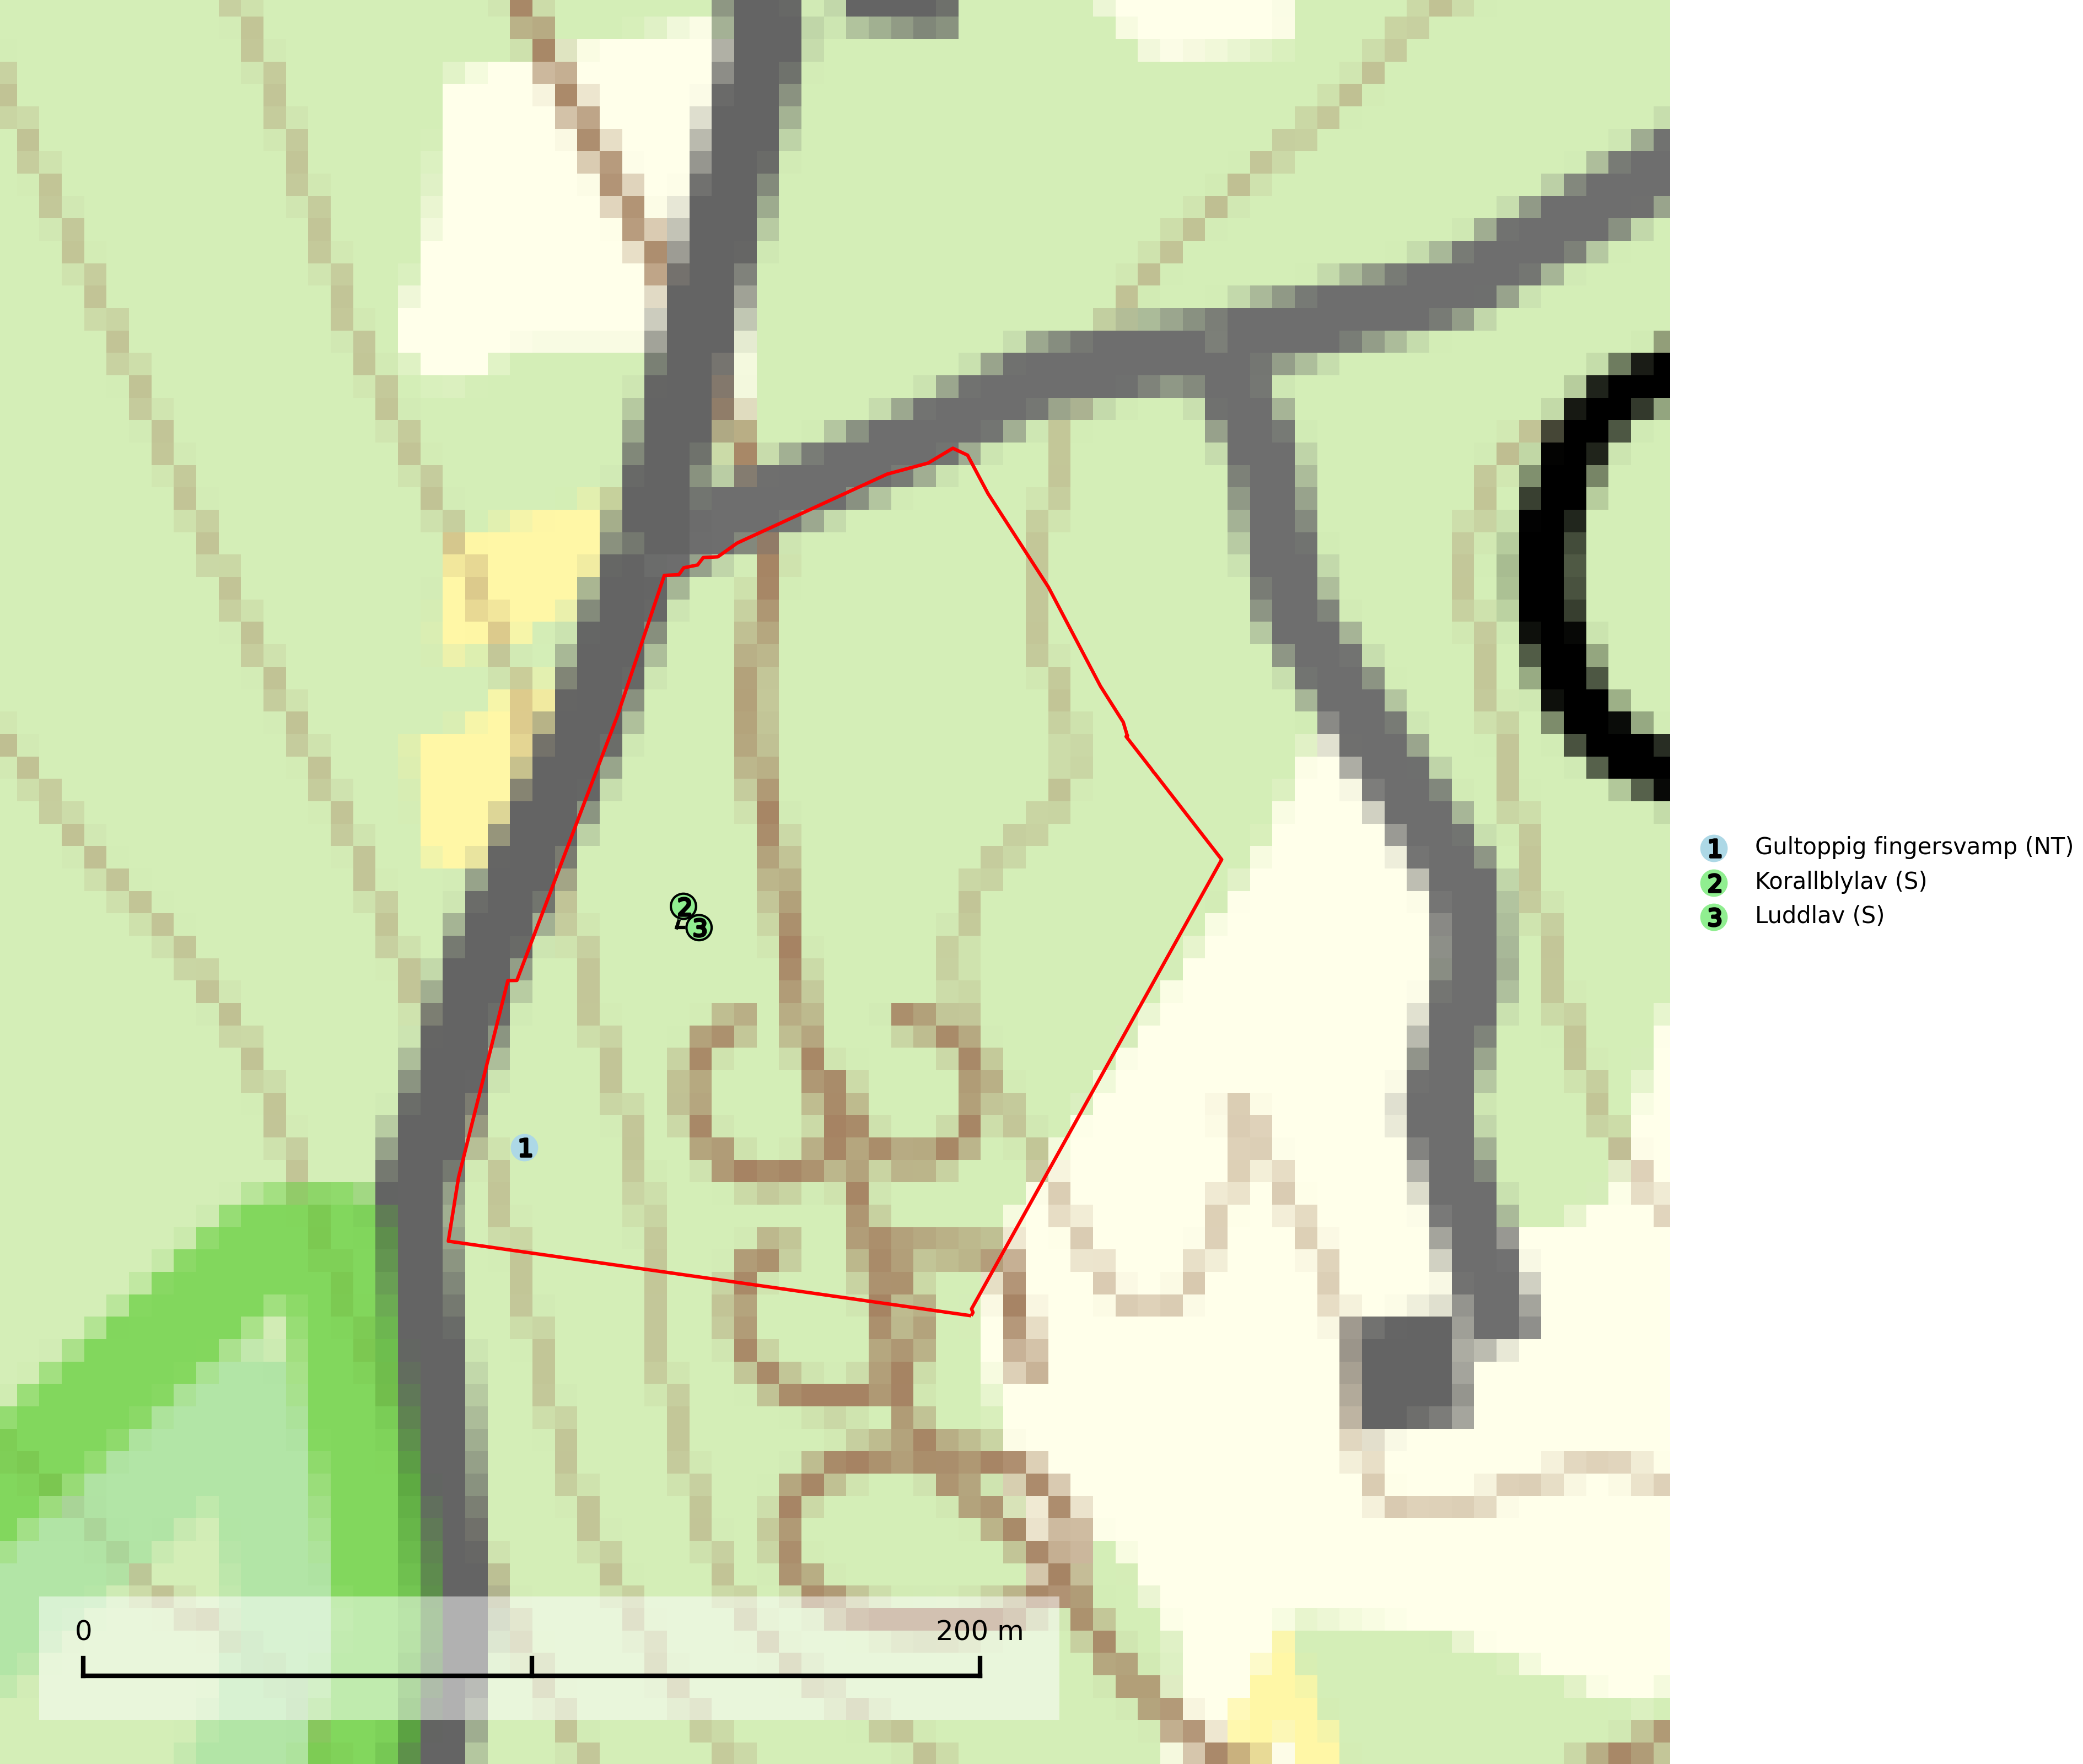 2
3
1
0
200 m
1 Gultoppig fingersvamp (NT)
2 Korallblylav (S)
3 Luddlav (S)